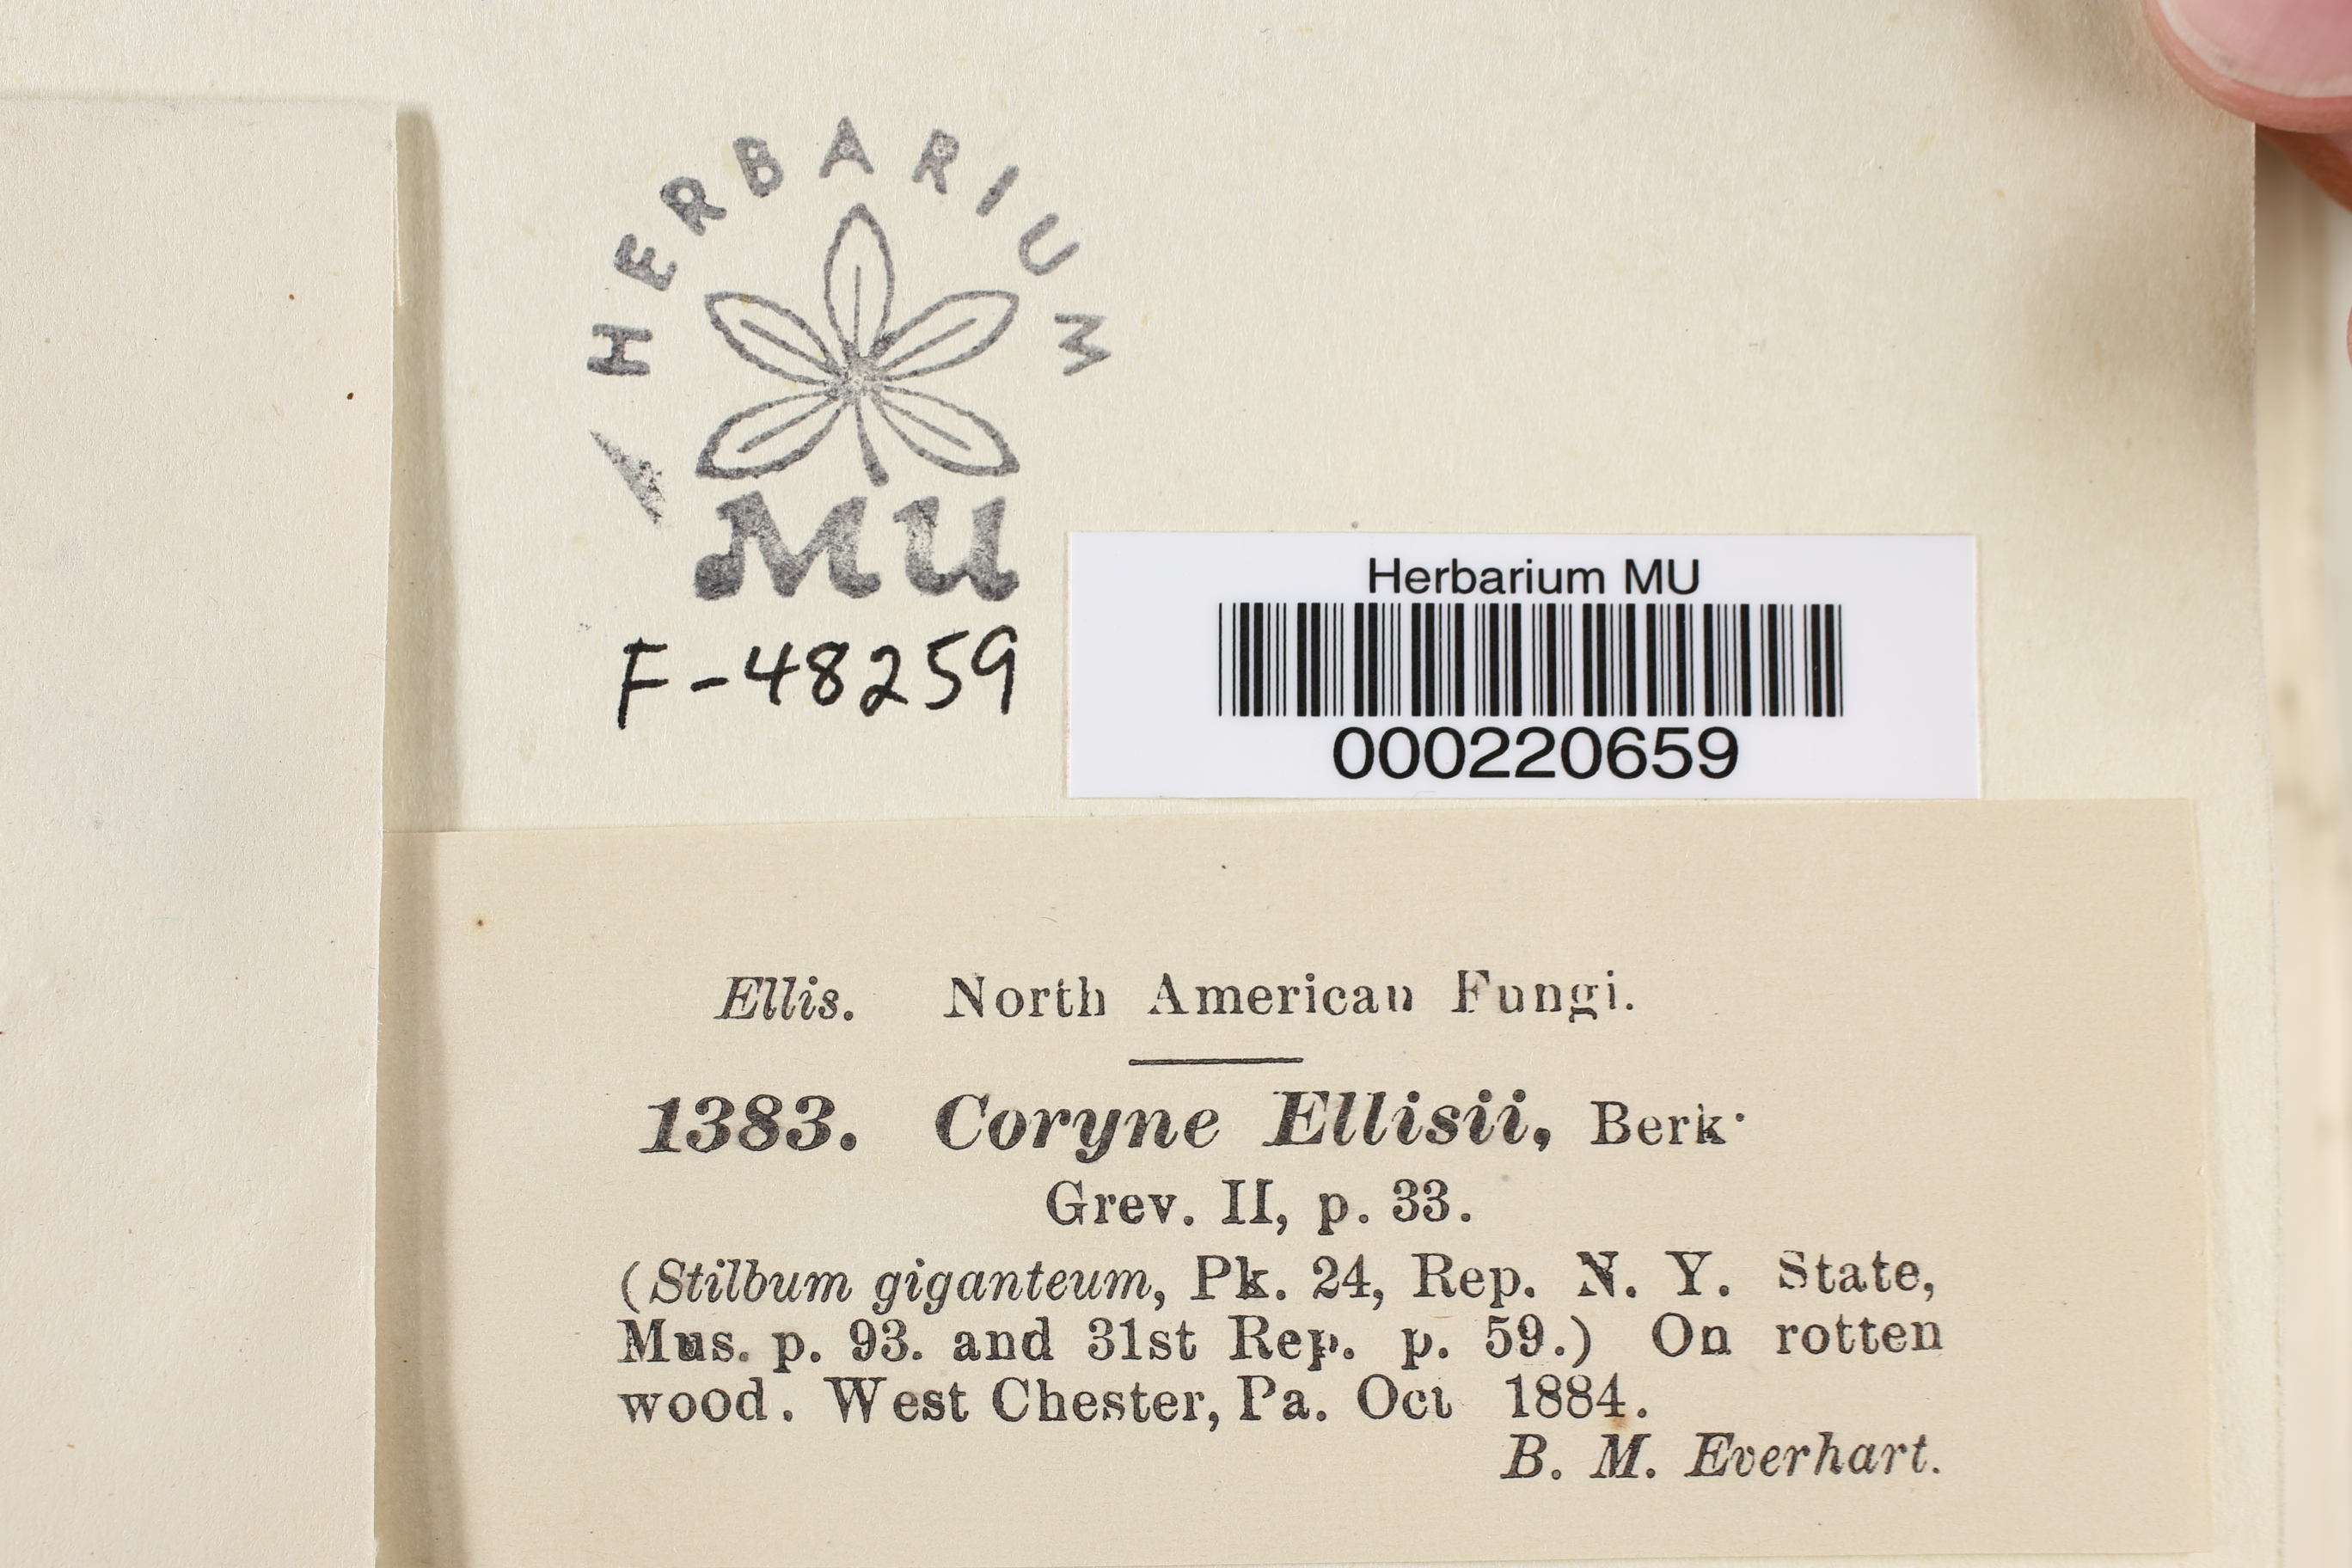 HERBARIUM
MU
F-48259
Herbarium MU
000220659
Ellis. North American Fungi.
1383. Coryne Ellisii, Berk.
Grev. II, p. 33.
(Stilbum giganteum, Pk. 24, Rep. N. Y. State,
Mus. p. 93. and 31st Rep. p. 59.) On rotten
wood. West Chester, Pa. Oct 1884.
B. M. Everhart.